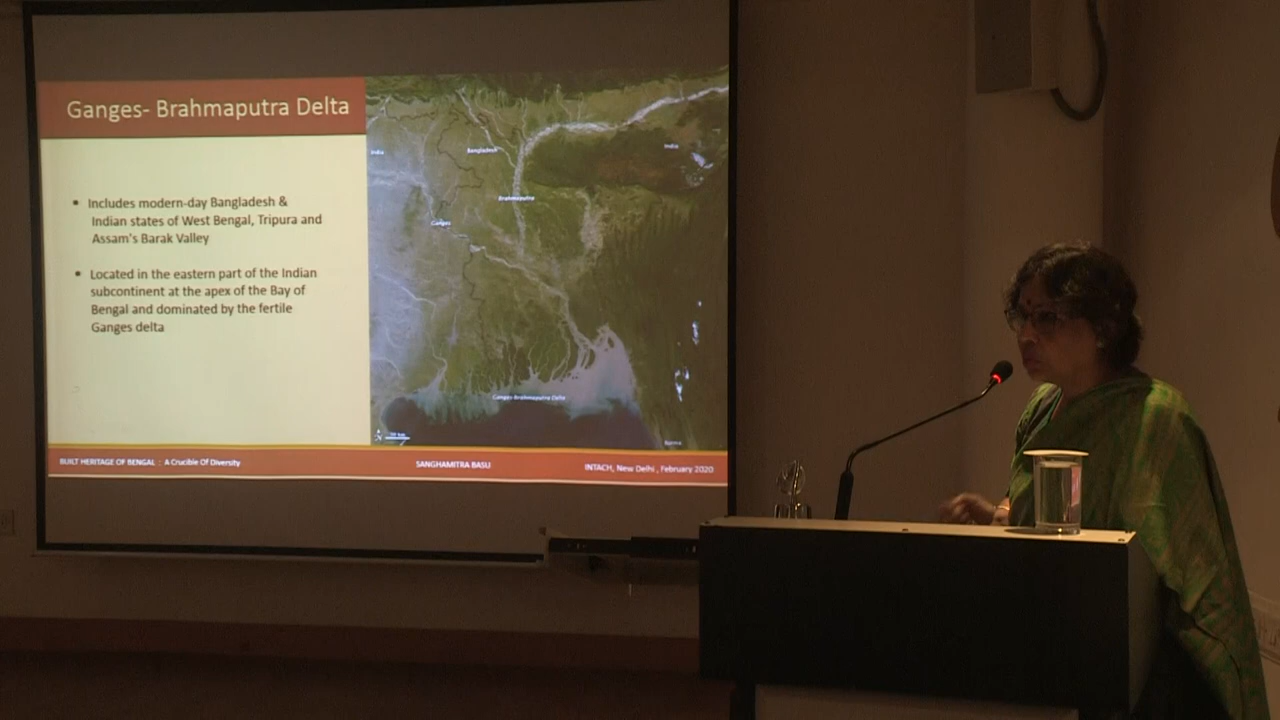 Ganges- Brahmaputra Delta
• Includes modern-day Bangladesh &
Indian states of West Bengal, Tripura and
Assam's Barak Valley
• Located in the eastern part of the Indian
subcontinent at the apex of the Bay of
Bengal and dominated by the fertile
Ganges delta
India
Bangladesh
India
Brahmaputra
Ganges
Ganges-Brahmaputra Delta
Burma
BUILT HERITAGE OF BENGAL : A Crucible Of Diversity
SANGHAMITRA BASU
INTACH, New Delhi , February 2020